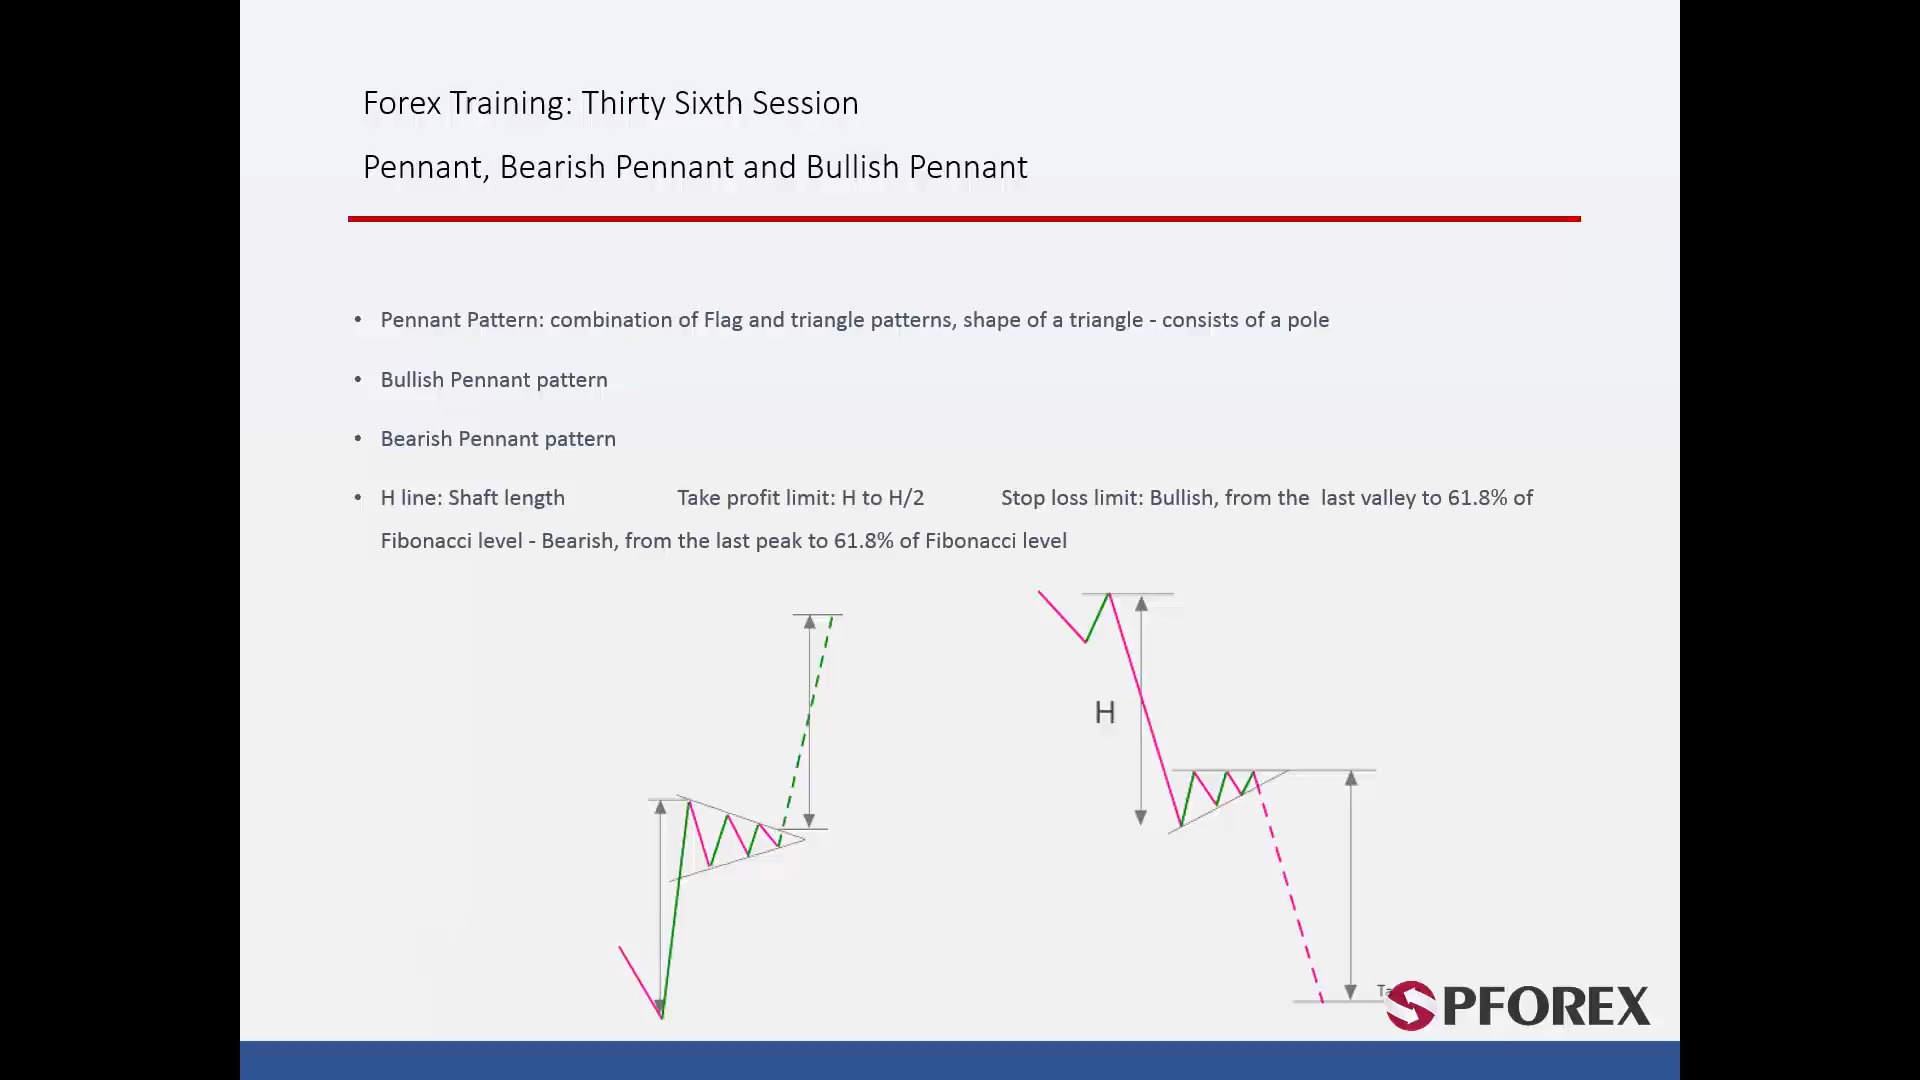 Forex Training: Thirty Sixth Session
Pennant, Bearish Pennant and Bullish Pennant
• Pennant Pattern: combination of Flag and triangle patterns, shape of a triangle - consists of a pole
• Bullish Pennant pattern
• Bearish Pennant pattern
• H line: Shaft length Take profit limit: H to H/2 Stop loss limit: Bullish, from the last valley to 61.8% of
Fibonacci level - Bearish, from the last peak to 61.8% of Fibonacci level
H
SPFOREX